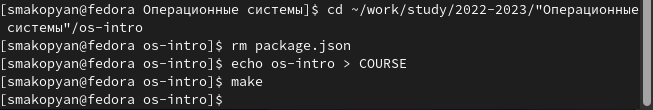 [smakopyan@fedora Операционные системы]$ cd ~/work/study/2022-2023/"Операционные
системы"/os-intro
[smakopyan@fedora os-intro]$ rm package.json
[smakopyan@fedora os-intro]$ echo os-intro > COURSE
[smakopyan@fedora os-intro]$ make
[smakopyan@fedora os-intro]$